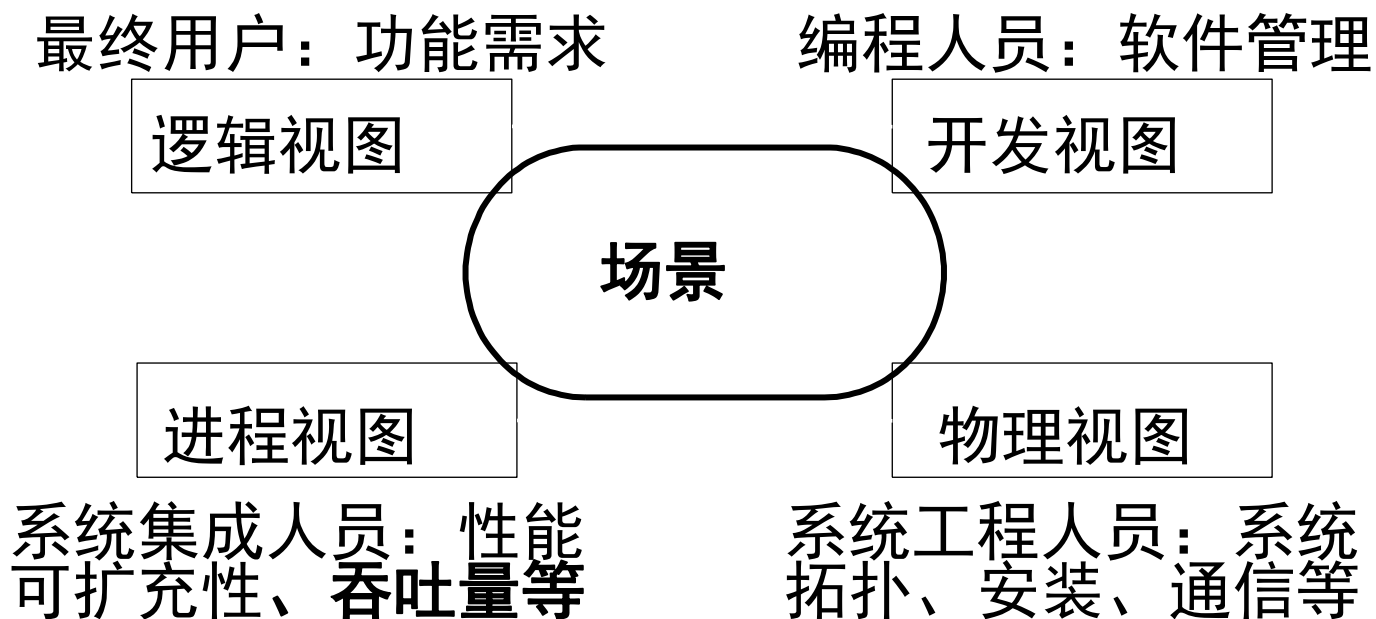 最终用户：功能需求
编程人员：软件管理
逻辑视图
开发视图
场景
进程视图
物理视图
系统集成人员：性能
可扩充性、吞吐量等
系统工程人员：系统
拓扑、安装、通信等